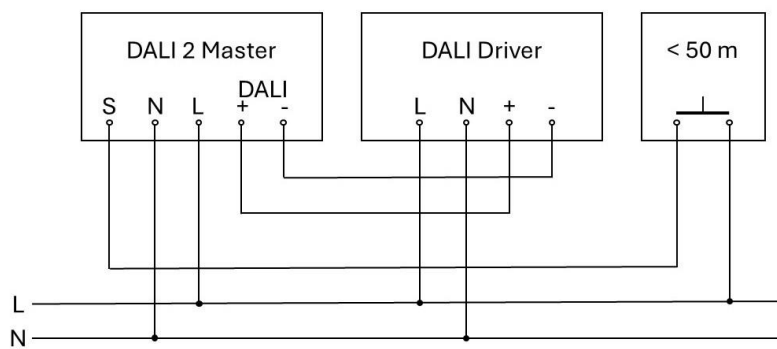 DALI 2 Master DALI Driver < 50 m
DALI
S N L + - L N + -
L
N